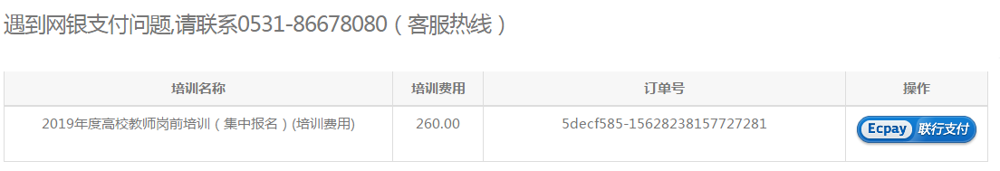 遇到网银支付问题,请联系0531-86678080（客服热线）
培训名称 培训费用 订单号 操作
2019年度高校教师岗前培训（集中报名）(培训费用) 260.00 5decf585-15628238157727281 Ecpay 联行支付